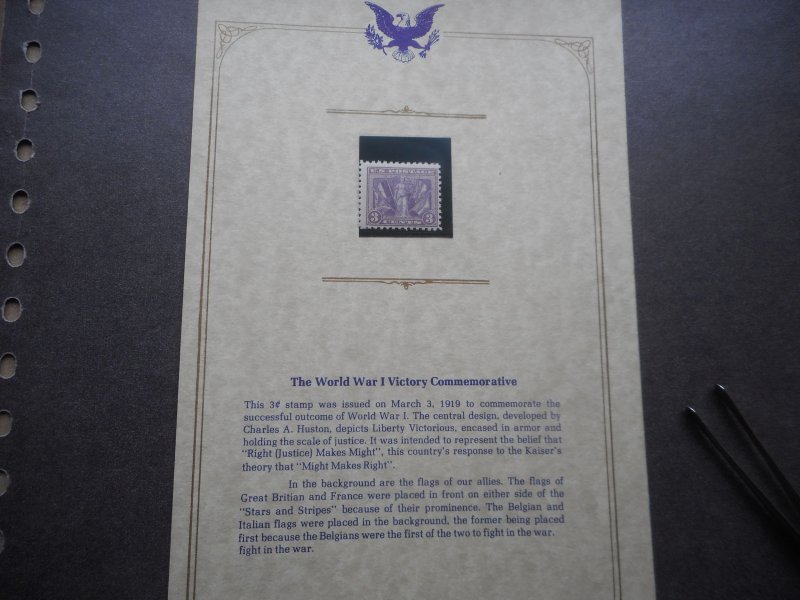 3 3
The World War I Victory Commemorative
This 3¢ stamp was issued on March 3, 1919 to commemorate the
successful outcome of World War I. The central design, developed by
Charles A. Huston, depicts Liberty Victorious, encased in armor and
holding the scale of justice. It was intended to represent the belief that
"Right (Justice) Makes Might", this country's response to the Kaiser's
theory that "Might Makes Right".
In the background are the flags of our allies. The flags of
Great Britian and France were placed in front on either side of the
"Stars and Stripes" because of their prominence. The Belgian and
Italian flags were placed in the background, the former being placed
first because the Belgians were the first of the two to fight in the war.
fight in the war.